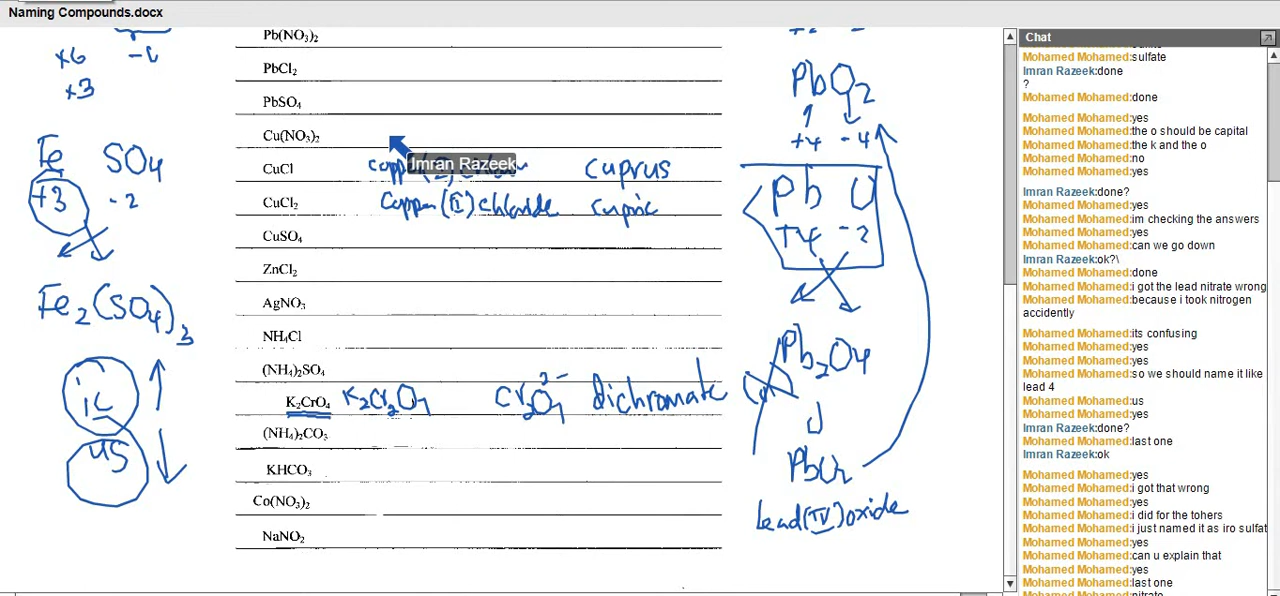 Naming Compounds.docx
Pb(NO₃)₂
PbCl₂
PbSO₄
Cu(NO₃)₂
Imran Razeek
CuCl cuprus
CuCl₂ Copper (II) chloride cupric
CuSO₄
ZnCl₂
AgNO₃
NH₄Cl
(NH₄)₂SO₄
K₂CrO₄ K₂Cr₂O₇ Cr₂O₇²⁻ dichromate
(NH₄)₂CO₃
KHCO₃
Co(NO₃)₂
NaNO₂
+6 -6
+3
Fe SO₄
+3 -2
Fe₂(SO₄)₃
ic
us
PbO₂
+4 -4
Pb O
+4 -2
Pb₂O₄
PbO₂
lead (IV) oxide
Chat
Mohamed Mohamed:sulfate
Imran Razeek:done
?
Mohamed Mohamed:done
Mohamed Mohamed:yes
Mohamed Mohamed:the o should be capital
Mohamed Mohamed:the k and the o
Mohamed Mohamed:no
Mohamed Mohamed:yes
Imran Razeek:done?
Mohamed Mohamed:yes
Mohamed Mohamed:im checking the answers
Mohamed Mohamed:yes
Mohamed Mohamed:can we go down
Imran Razeek:ok?\
Mohamed Mohamed:done
Mohamed Mohamed:i got the lead nitrate wrong
Mohamed Mohamed:because i took nitrogen
accidently
Mohamed Mohamed:its confusing
Mohamed Mohamed:yes
Mohamed Mohamed:yes
Mohamed Mohamed:so we should name it like
lead 4
Mohamed Mohamed:us
Mohamed Mohamed:yes
Imran Razeek:done?
Mohamed Mohamed:last one
Imran Razeek:ok
Mohamed Mohamed:yes
Mohamed Mohamed:i got that wrong
Mohamed Mohamed:yes
Mohamed Mohamed:i did for the tohers
Mohamed Mohamed:i just named it as iro sulfat
Mohamed Mohamed:yes
Mohamed Mohamed:can u explain that
Mohamed Mohamed:yes
Mohamed Mohamed:last one
Mohamed Mohamed:nitrate